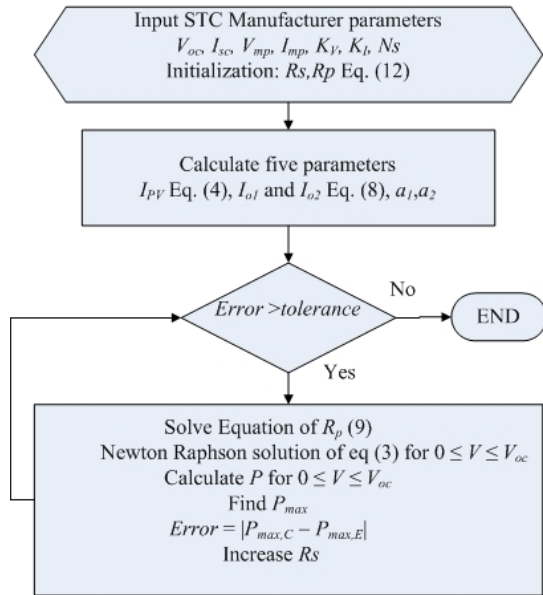 Input STC Manufacturer parameters
Voc, Isc, Vmp, Imp, KV, KI, Ns
Initialization: Rs,Rp Eq. (12)
Calculate five parameters
IPV Eq. (4), Io1 and Io2 Eq. (8), a1,a2
Error >tolerance
No
END
Yes
Solve Equation of Rp (9)
Newton Raphson solution of eq (3) for 0 ≤ V ≤ Voc
Calculate P for 0 ≤ V ≤ Voc
Find Pmax
Error = |Pmax,C – Pmax,E|
Increase Rs